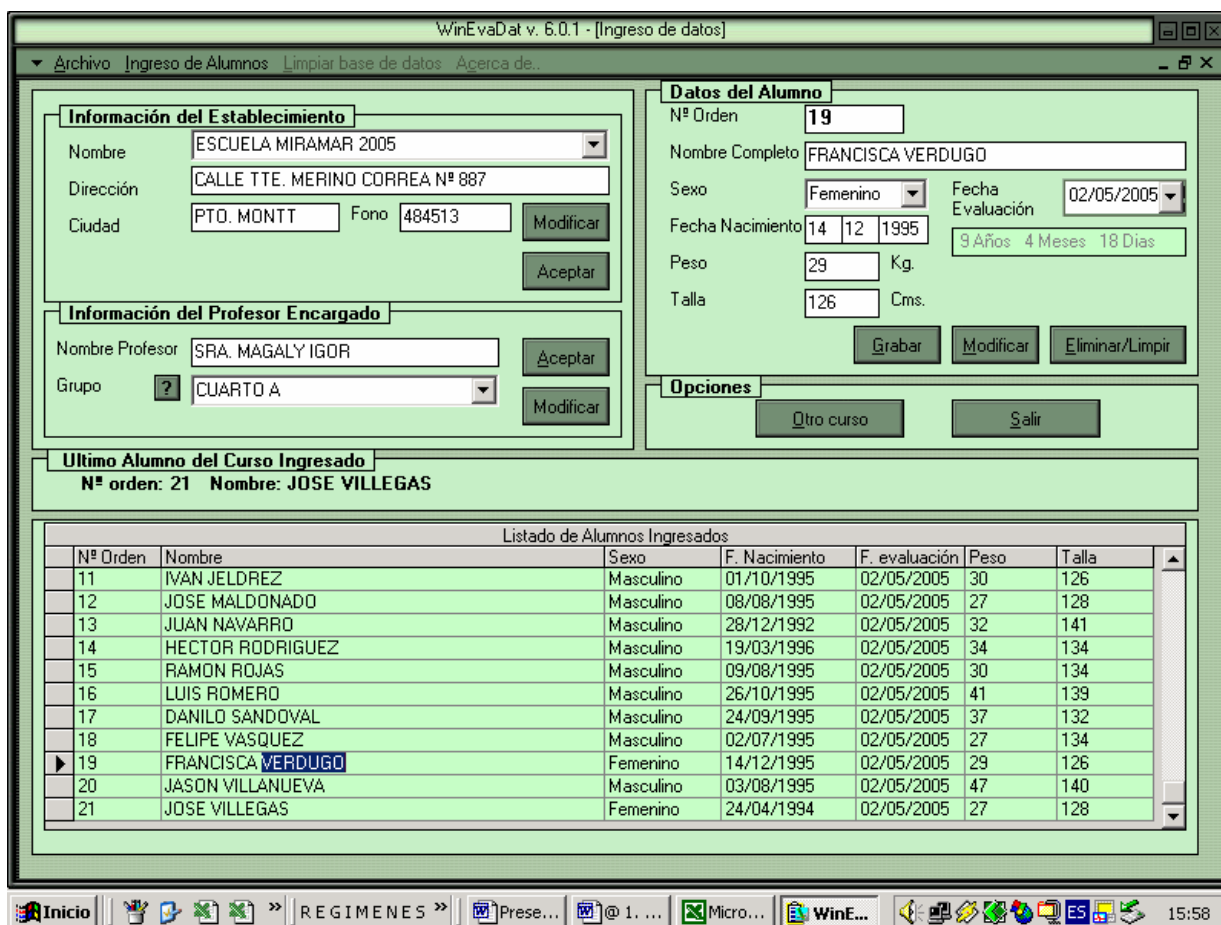 WinEvaDat v. 6.0.1 - [Ingreso de datos]
Archivo Ingreso de Alumnos Limpiar base de datos Acerca de..
Información del Establecimiento
Nombre ESCUELA MIRAMAR 2005
Dirección CALLE TTE. MERINO CORREA Nº 887
Ciudad PTO. MONTT Fono 484513 Modificar
Aceptar
Información del Profesor Encargado
Nombre Profesor SRA. MAGALY IGOR Aceptar
Grupo ? CUARTO A
Modificar
Datos del Alumno
Nº Orden 19
Nombre Completo FRANCISCA VERDUGO
Sexo Femenino Fecha Evaluación 02/05/2005
Fecha Nacimiento 14 12 1995 9 Años 4 Meses 18 Dias
Peso 29 Kg.
Talla 126 Cms.
Grabar Modificar Eliminar/Limpir
Opciones
Otro curso Salir
Ultimo Alumno del Curso Ingresado
Nº orden: 21 Nombre: JOSE VILLEGAS
Listado de Alumnos Ingresados
Nº Orden Nombre Sexo F. Nacimiento F. evaluación Peso Talla
11 IVAN JELDREZ Masculino 01/10/1995 02/05/2005 30 126
12 JOSE MALDONADO Masculino 08/08/1995 02/05/2005 27 128
13 JUAN NAVARRO Masculino 28/12/1992 02/05/2005 32 141
14 HECTOR RODRIGUEZ Masculino 19/03/1996 02/05/2005 34 134
15 RAMON ROJAS Masculino 09/08/1995 02/05/2005 30 134
16 LUIS ROMERO Masculino 26/10/1995 02/05/2005 41 139
17 DANILO SANDOVAL Masculino 24/09/1995 02/05/2005 37 132
18 FELIPE VASQUEZ Masculino 02/07/1995 02/05/2005 27 134
19 FRANCISCA VERDUGO Femenino 14/12/1995 02/05/2005 29 126
20 JASON VILLANUEVA Masculino 03/08/1995 02/05/2005 47 140
21 JOSE VILLEGAS Femenino 24/04/1994 02/05/2005 27 128
Inicio » REGIMENES » Prese... @ 1. ... Micro... WinE... ES 15:58